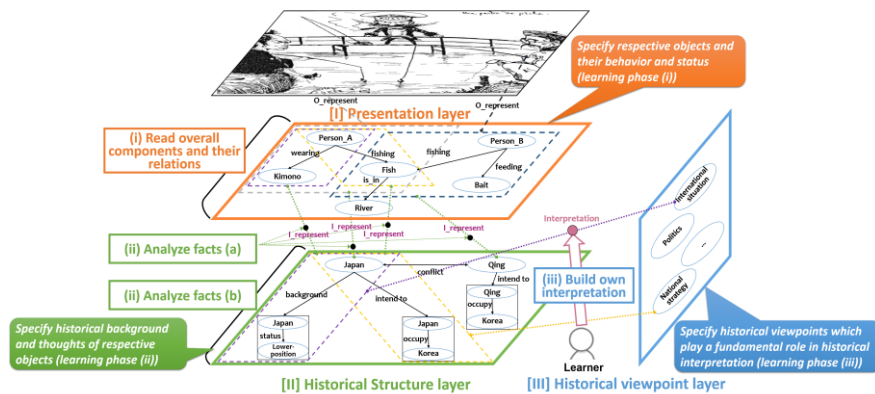 Une partie de pêche.
Specify respective objects and
their behavior and status
(learning phase (i))
O_represent
O_represent
[I] Presentation layer
(i) Read overall
components and their
relations
Person_A
Person_B
wearing
fishing
fishing
feeding
Kimono
Fish
Bait
is_in
River
International
situation
Politics
...
National
strategy
Interpretation
I_represent
I_represent
I_represent
I_represent
(ii) Analyze facts (a)
(ii) Analyze facts (b)
Japan
conflict
Qing
intend to
background
intend to
Qing
occupy
Korea
Japan
status
Lower-
position
Japan
occupy
Korea
(iii) Build own
interpretation
Learner
Specify historical background
and thoughts of respective
objects (learning phase (ii))
Specify historical viewpoints which
play a fundamental role in historical
interpretation (learning phase (iii))
[II] Historical Structure layer
[III] Historical viewpoint layer